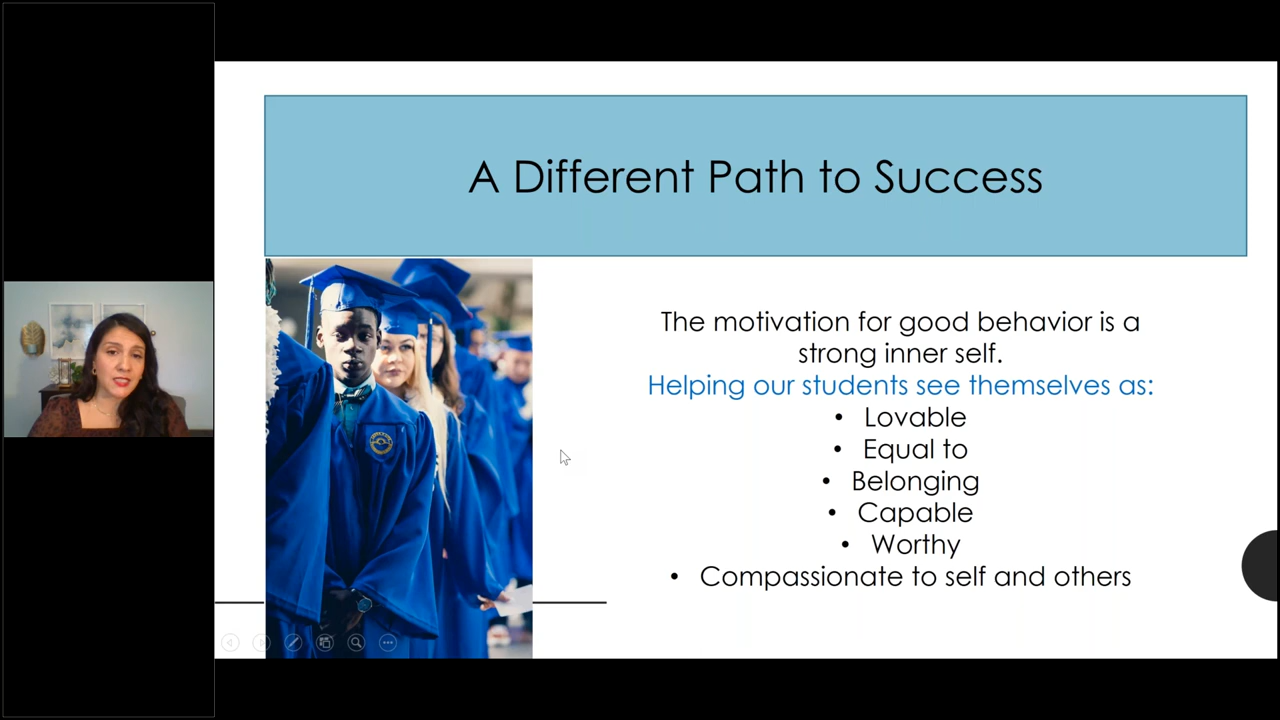 A Different Path to Success
The motivation for good behavior is a
strong inner self.
Helping our students see themselves as:
• Lovable
• Equal to
• Belonging
• Capable
• Worthy
• Compassionate to self and others